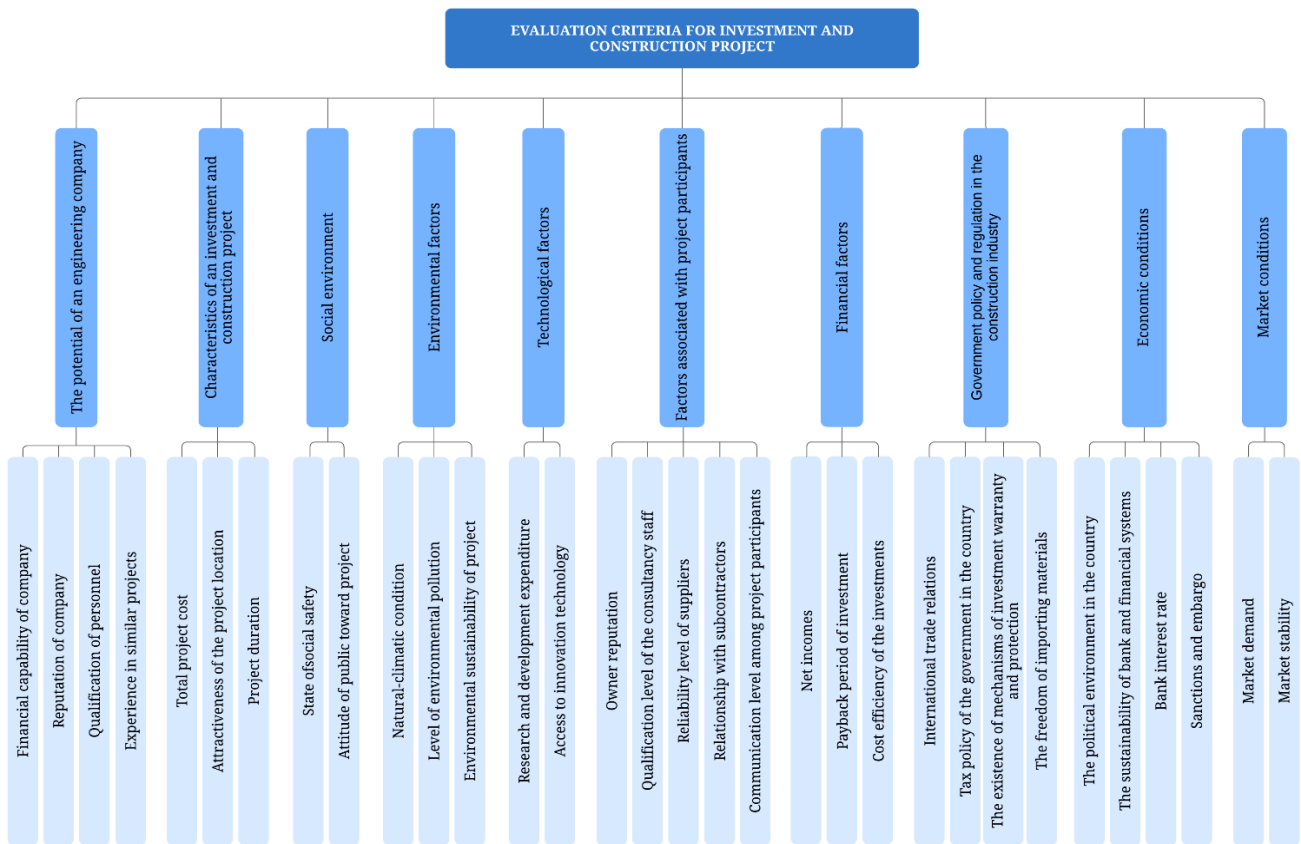 EVALUATION CRITERIA FOR INVESTMENT AND
CONSTRUCTION PROJECT
The potential of an engineering company
Characteristics of an investment and
construction project
Social environment
Environmental factors
Technological factors
Factors associated with project participants
Financial factors
Government policy and regulation in the
construction industry
Economic conditions
Market conditions
Financial capability of company
Reputation of company
Qualification of personnel
Experience in similar projects
Total project cost
Attractiveness of the project location
Project duration
State ofsocial safety
Attitude of public toward project
Natural-climatic condition
Level of environmental pollution
Environmental sustainability of project
Research and development expenditure
Access to innovation technology
Owner reputation
Qualification level of the consultancy staff
Reliability level of suppliers
Relationship with subcontractors
Communication level among project participants
Net incomes
Payback period of investment
Cost efficiency of the investments
International trade relations
Tax policy of the government in the country
The existence of mechanisms of investment warranty
and protection
The freedom of importing materials
The political environment in the country
The sustainability of bank and financial systems
Bank interest rate
Sanctions and embargo
Market demand
Market stability